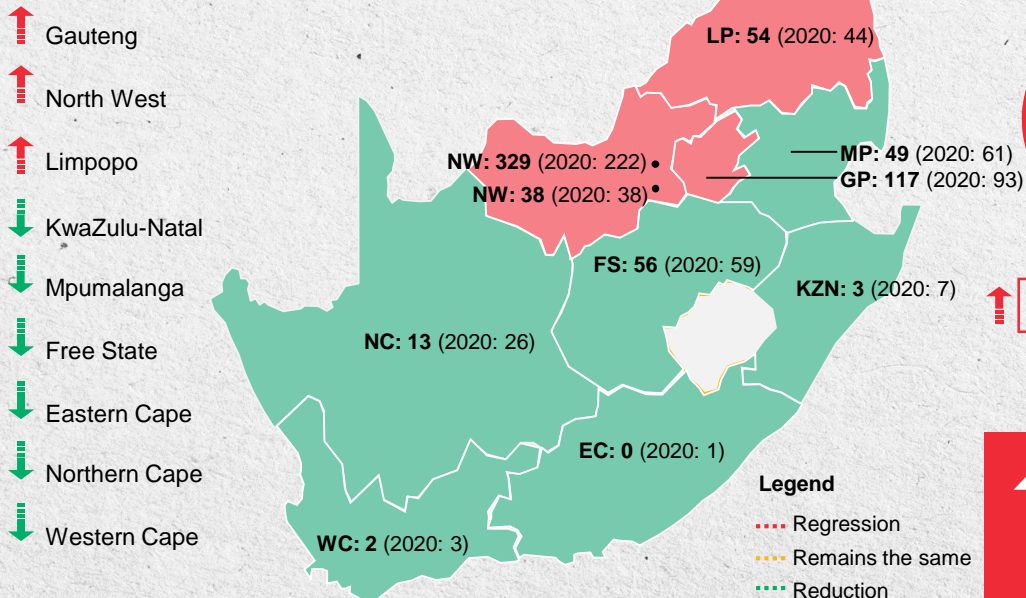 Gauteng
North West
Limpopo
KwaZulu-Natal
Mpumalanga
Free State
Eastern Cape
Northern Cape
Western Cape
LP: 54 (2020: 44)
NW: 329 (2020: 222)
NW: 38 (2020: 38)
MP: 49 (2020: 61)
GP: 117 (2020: 93)
FS: 56 (2020: 59)
KZN: 3 (2020: 7)
NC: 13 (2020: 26)
EC: 0 (2020: 1)
WC: 2 (2020: 3)
Legend
Regression
Remains the same
Reduction